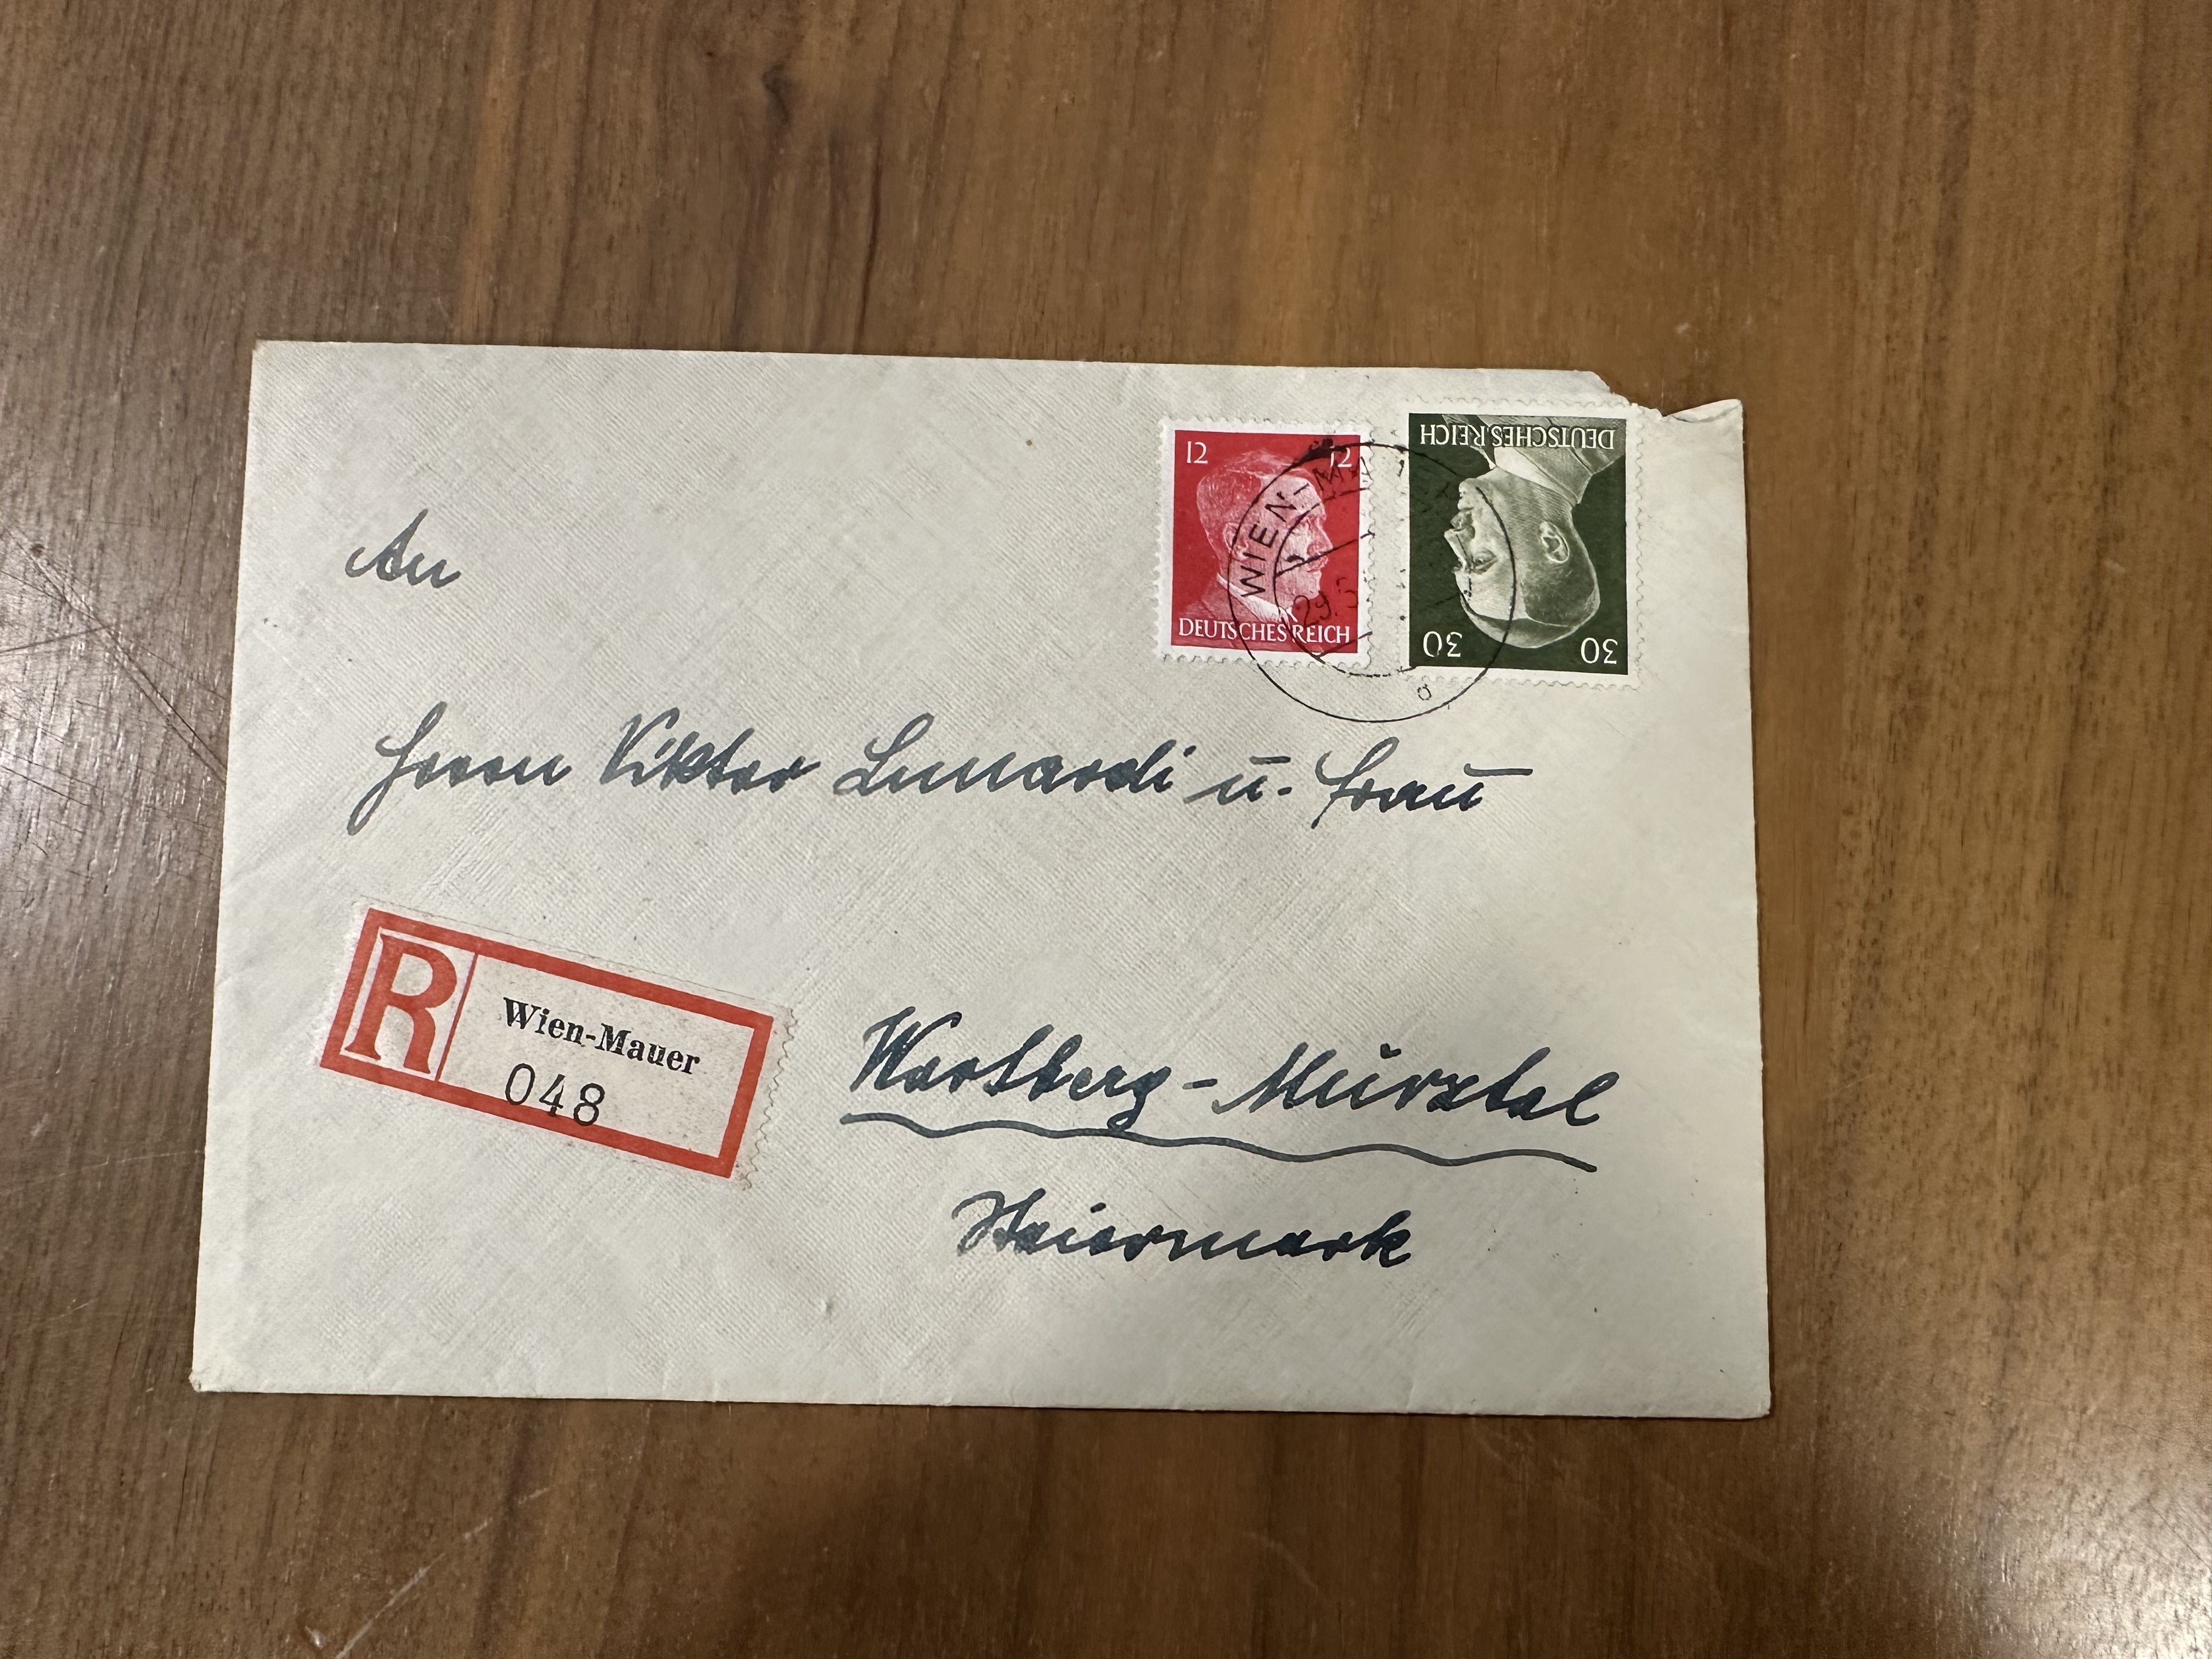 12 12
DEUTSCHES REICH
DEUTSCHES REICH
30 30
WIEN-
29.
An
Herrn Viktor Lunardi u. Frau
R
Wien-Mauer
048
Wartberg-Mürztal
Steiermark